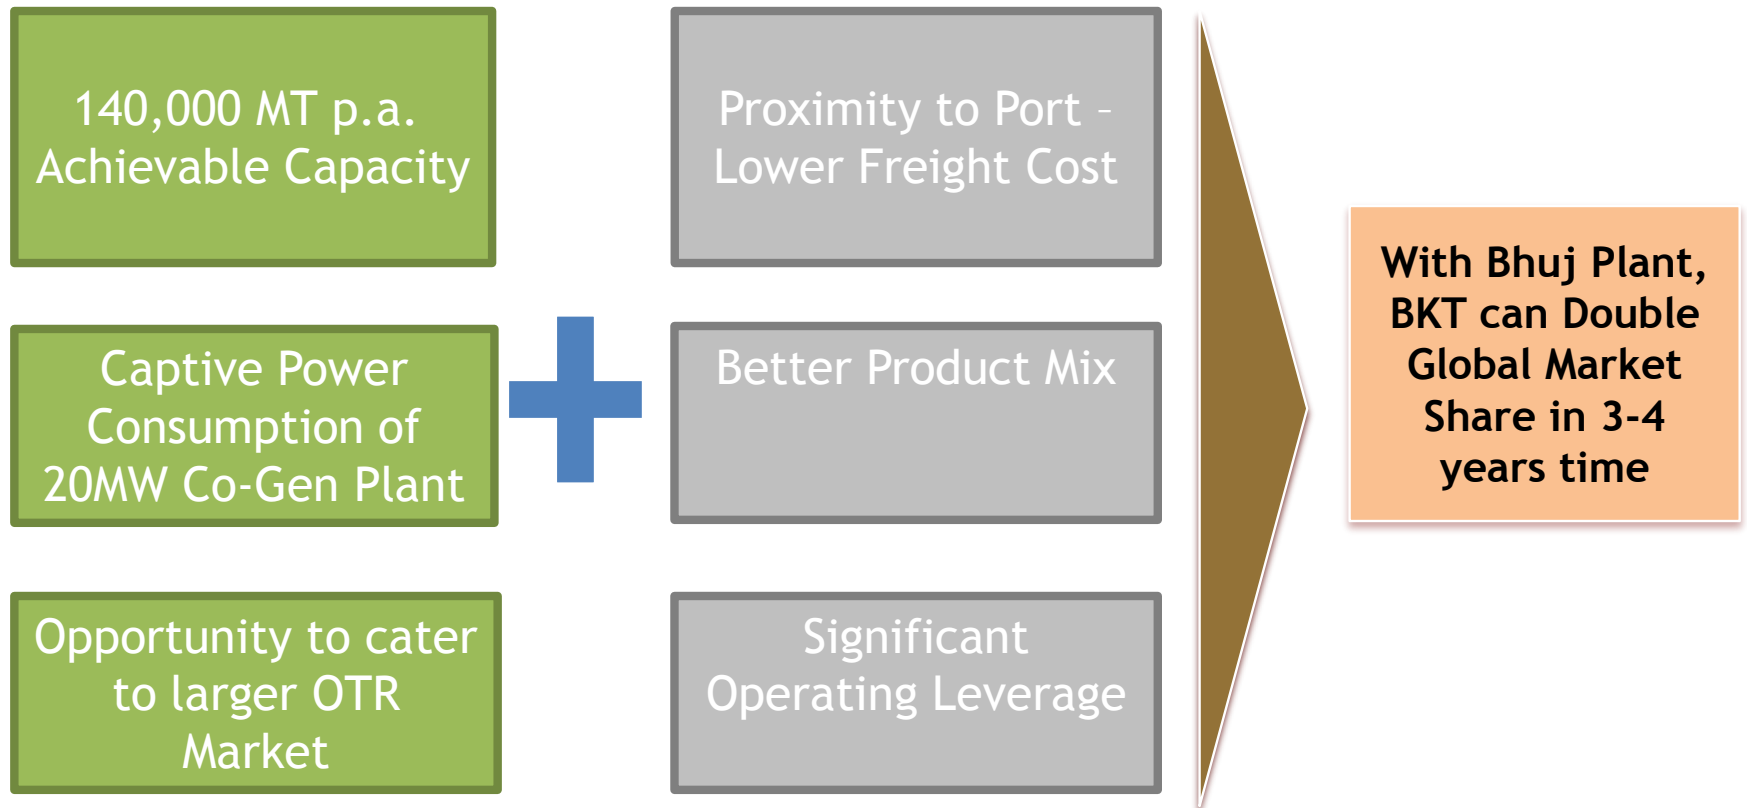 140,000 MT p.a.
Achievable Capacity
Captive Power
Consumption of
20MW Co-Gen Plant
Opportunity to cater
to larger OTR
Market
Proximity to Port –
Lower Freight Cost
Better Product Mix
Significant
Operating Leverage
With Bhuj Plant,
BKT can Double
Global Market
Share in 3-4
years time